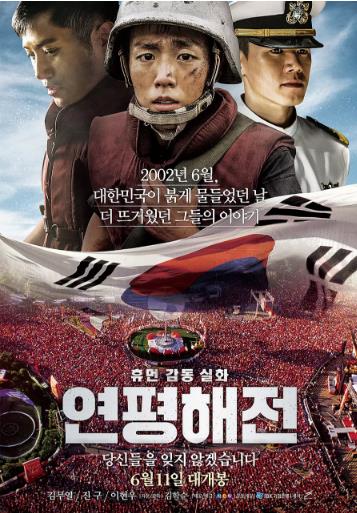 2002년 6월,
대한민국이 붉게 물들었던 날
더 뜨거웠던 그들의 이야기
휴먼 감동 실화
연평해전
당신들을 잊지 않겠습니다
6월 11일 대개봉
김무열 / 진구 / 이현우 김학순